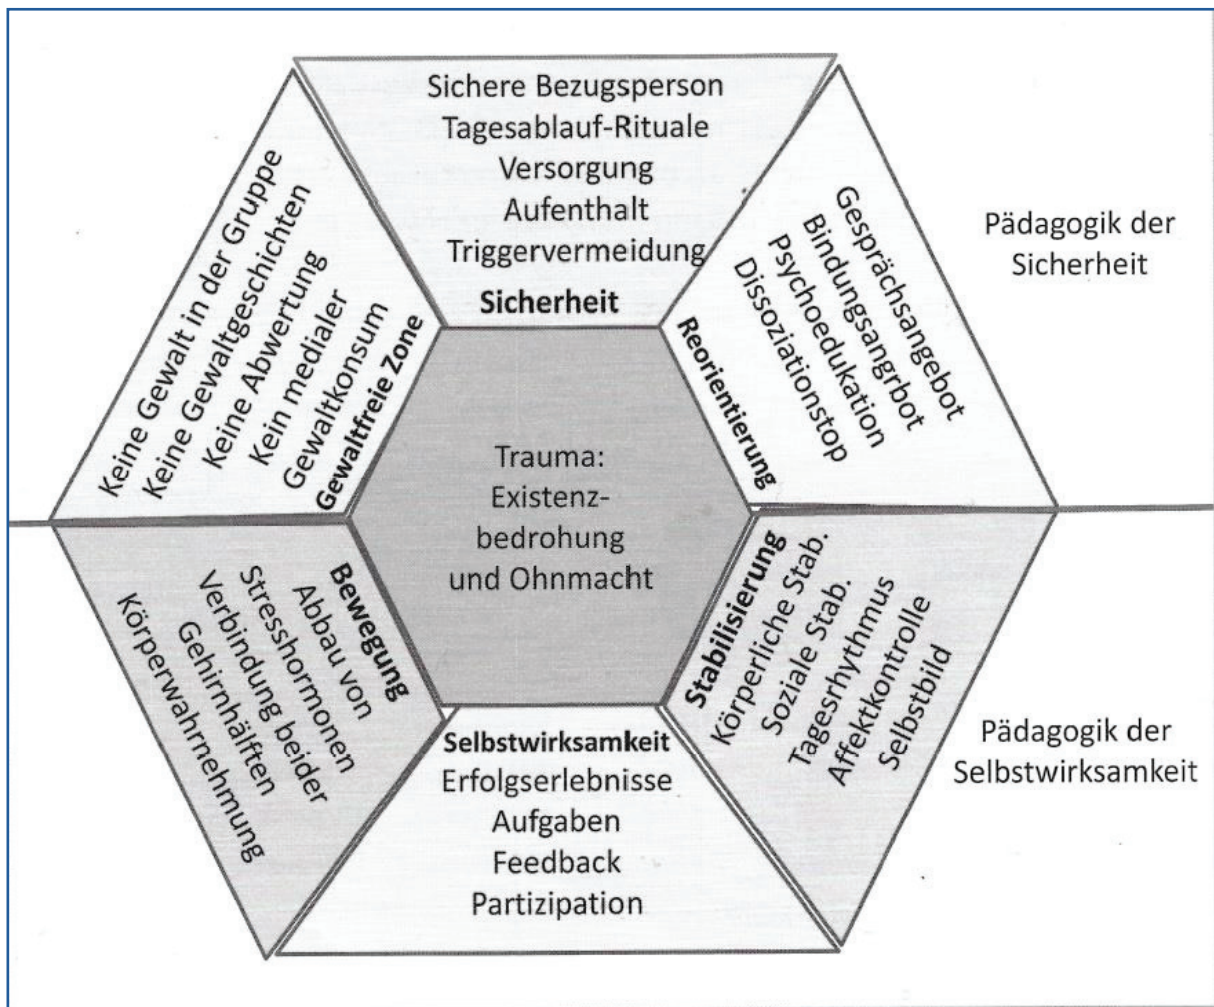 Sichere Bezugsperson
Tagesablauf-Rituale
Versorgung
Aufenthalt
Triggervermeidung
Sicherheit
Keine Gewalt in der Gruppe
Keine Gewaltgeschichten
Keine Abwertung
Kein medialer
Gewaltkonsum
Gewaltfreie Zone
Gesprächsangebot
Bindungsangrbot
Psychoedukation
Dissoziationstop
Reorientierung
Pädagogik der
Sicherheit
Trauma:
Existenz-
bedrohung
und Ohnmacht
Bewegung
Abbau von
Stresshormonen
Verbindung beider
Gehirnhälften
Körperwahrnehmung
Selbstwirksamkeit
Erfolgserlebnisse
Aufgaben
Feedback
Partizipation
Stabilisierung
Körperliche Stab.
Soziale Stab.
Tagesrhythmus
Affektkontrolle
Selbstbild
Pädagogik der
Selbstwirksamkeit